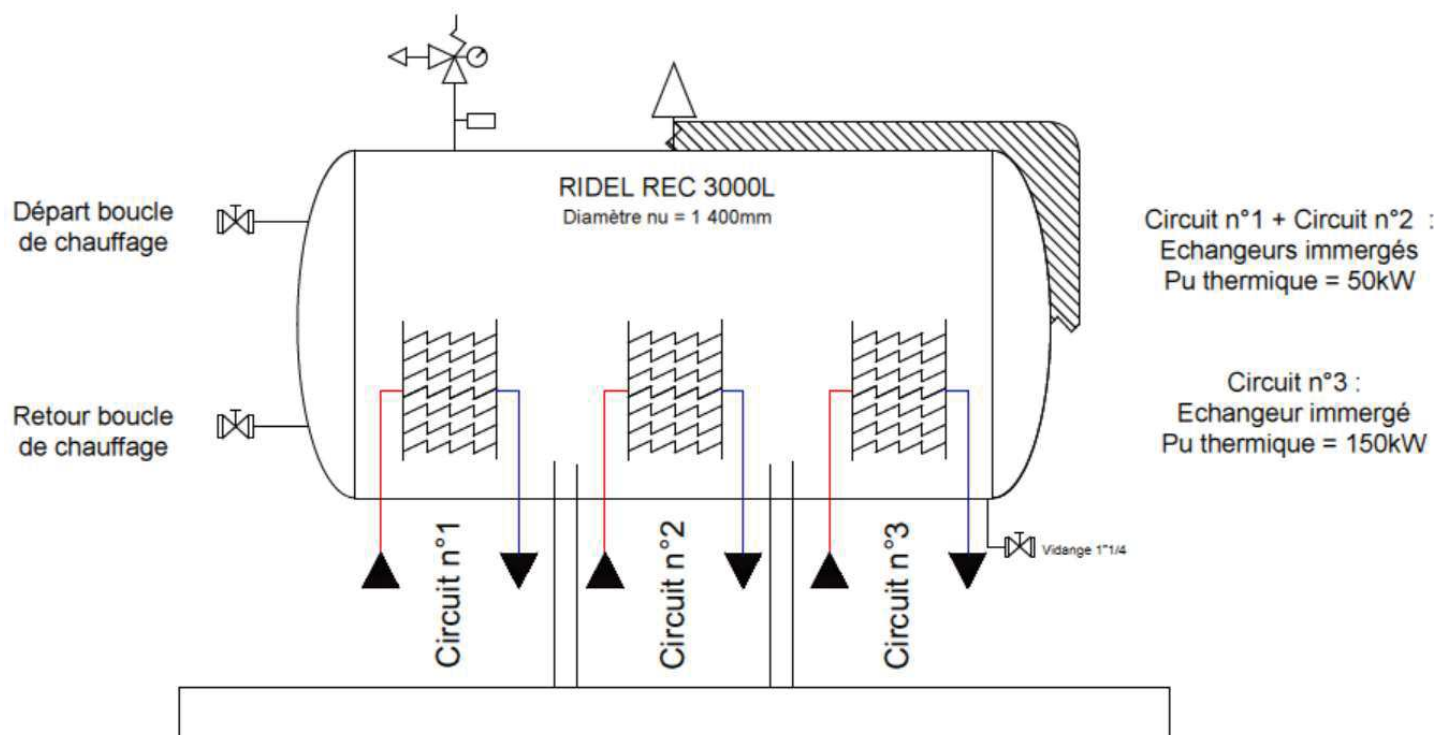 RIDEL REC 3000L
Diamètre nu = 1 400mm
Départ boucle
de chauffage
Retour boucle
de chauffage
Circuit n°1 + Circuit n°2 :
Echangeurs immergés
Pu thermique = 50kW
Circuit n°3 :
Echangeur immergé
Pu thermique = 150kW
Circuit n°1
Circuit n°2
Circuit n°3
Vidange 1"1/4